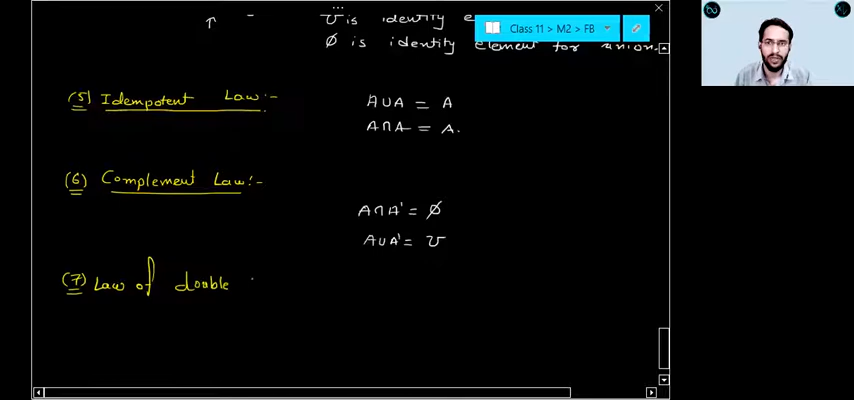 U is identity e
Class 11 > M2 > FB
φ is identity element for union.
(5) Idempotent Law:-
A∪A = A
A∩A = A.
(6) Complement Law:-
A∩A' = φ
A∪A' = U
(7) Law of double